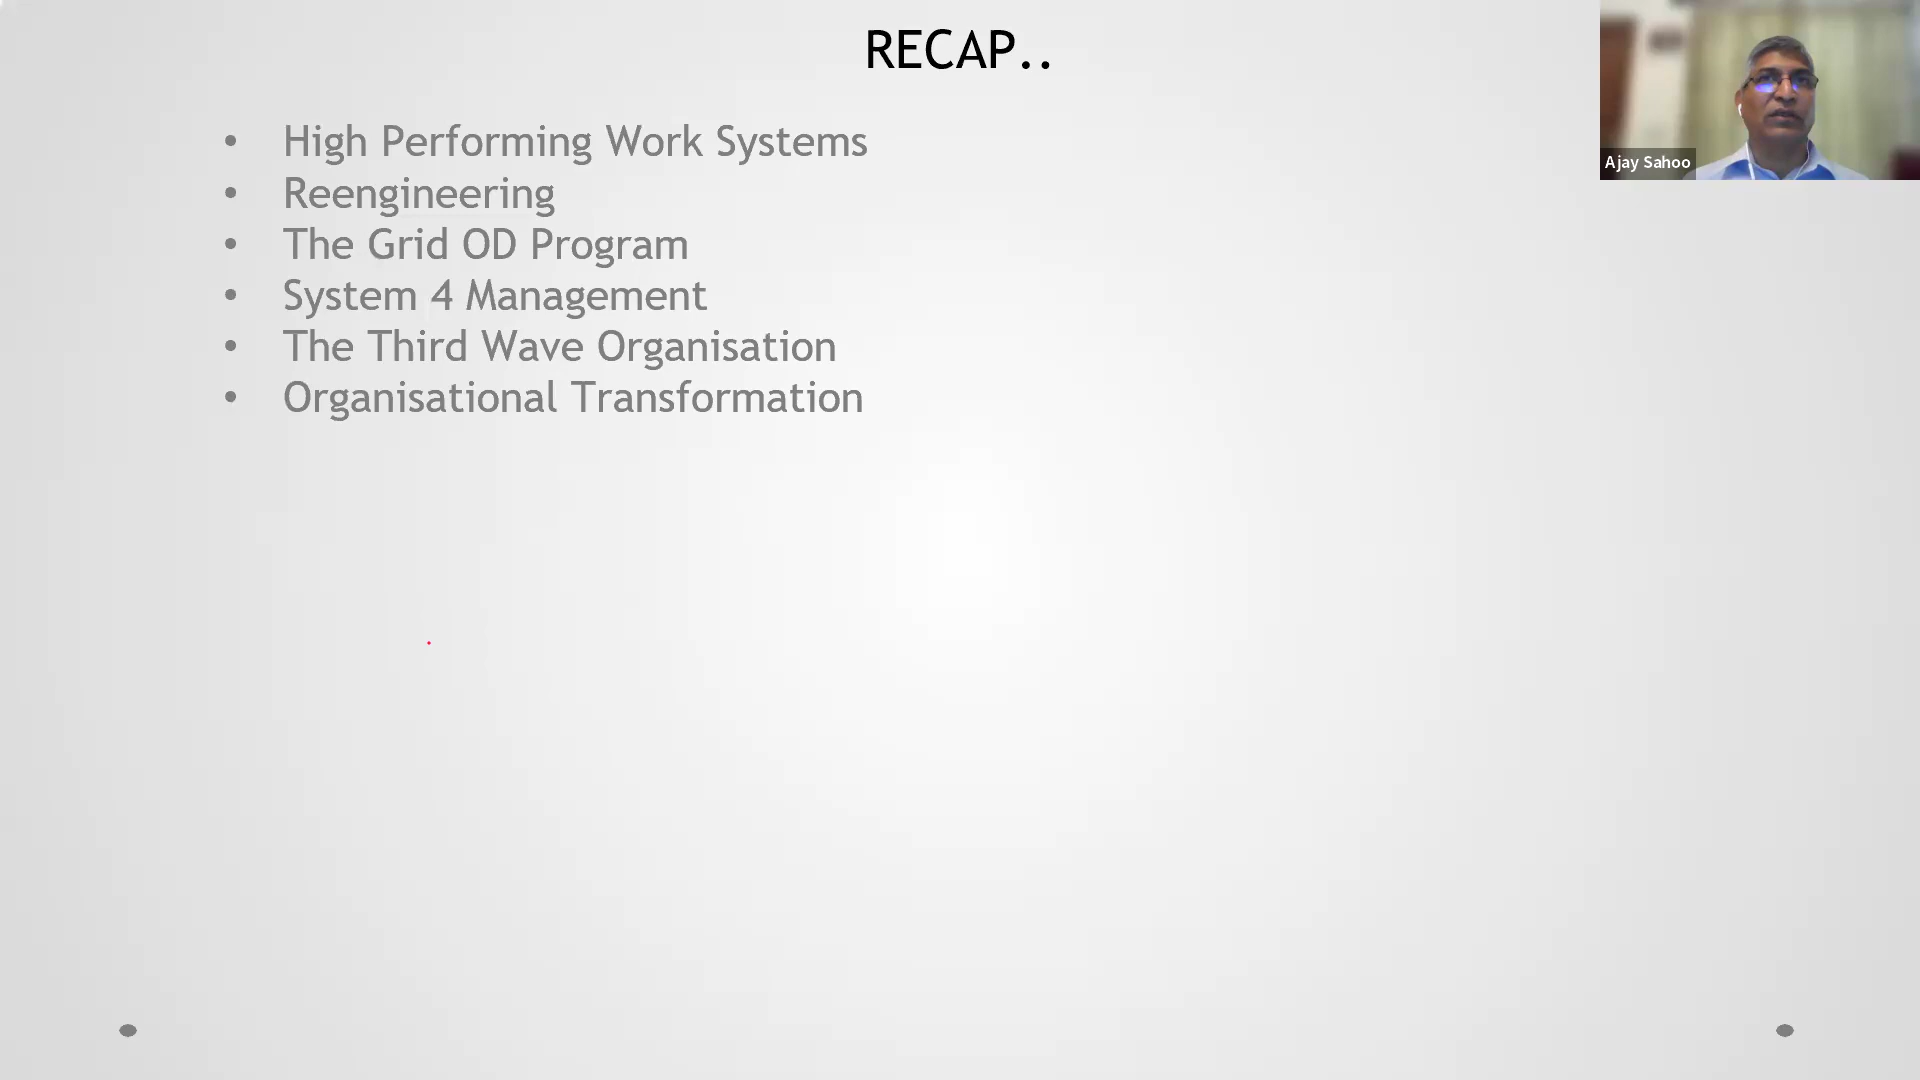 RECAP..
• High Performing Work Systems
• Reengineering
• The Grid OD Program
• System 4 Management
• The Third Wave Organisation
• Organisational Transformation
Ajay Sahoo